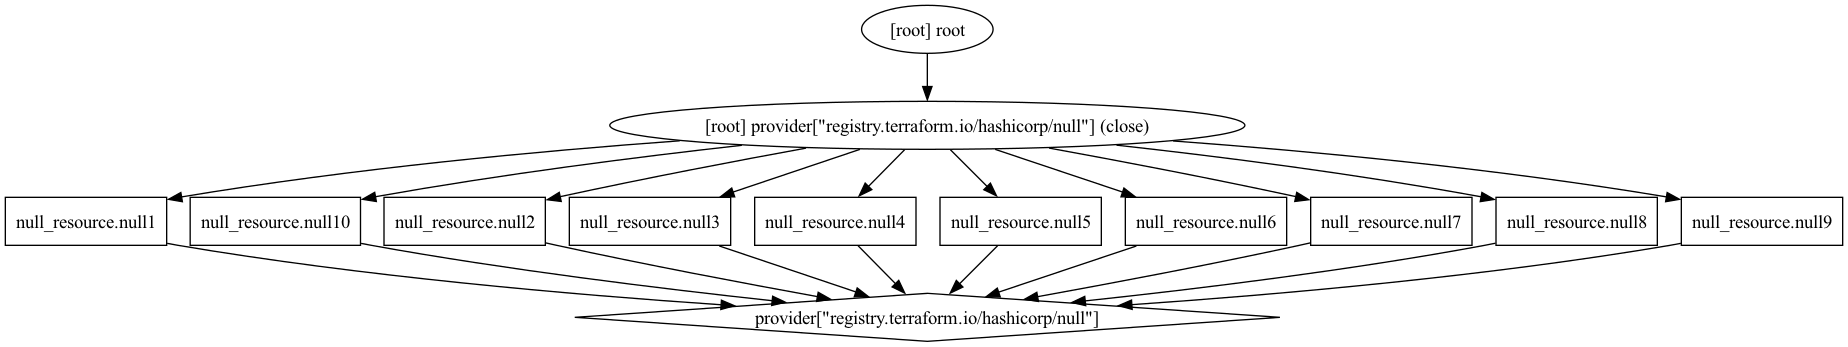 [root] root
[root] provider["registry.terraform.io/hashicorp/null"] (close)
null_resource.null1
null_resource.null10
null_resource.null2
null_resource.null3
null_resource.null4
null_resource.null5
null_resource.null6
null_resource.null7
null_resource.null8
null_resource.null9
provider["registry.terraform.io/hashicorp/null"]